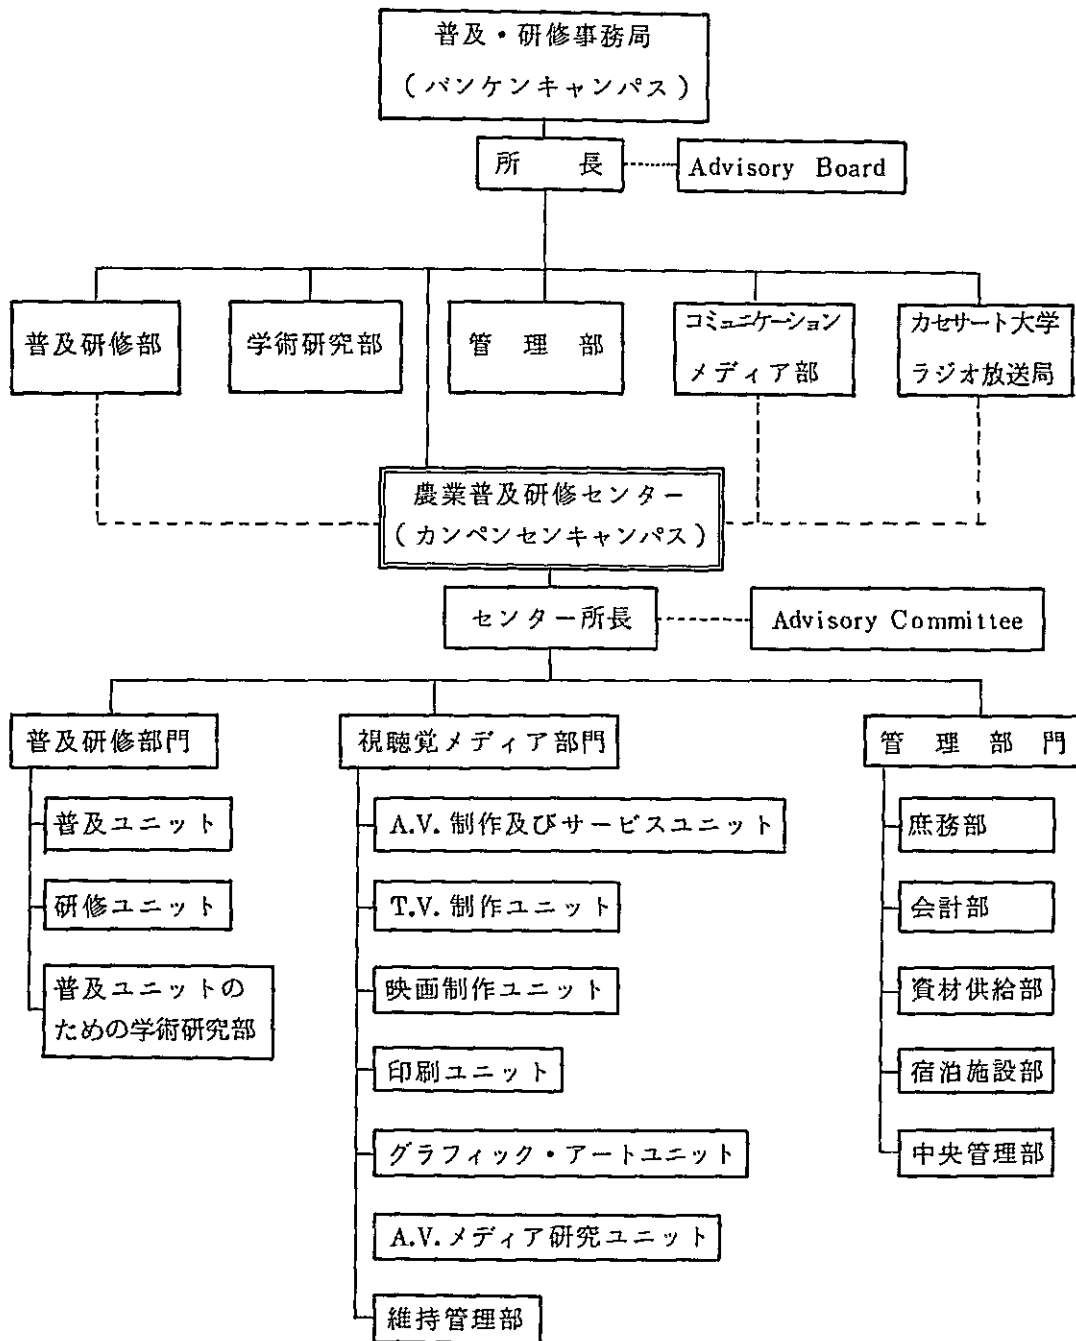 普及・研修事務局
(バンケンキャンパス)
所長
Advisory Board
普及研修部
学術研究部
管理部
コミュニケーション
メディア部
カセサート大学
ラジオ放送局
農業普及研修センター
(カンペンセンキャンパス)
センター所長
Advisory Committee
普及研修部門
普及ユニット
研修ユニット
普及ユニットの
ための学術研究部
視聴覚メディア部門
A.V.制作及びサービスユニット
T.V.制作ユニット
映画制作ユニット
印刷ユニット
グラフィック・アートユニット
A.V.メディア研究ユニット
維持管理部
管理部門
庶務部
会計部
資材供給部
宿泊施設部
中央管理部